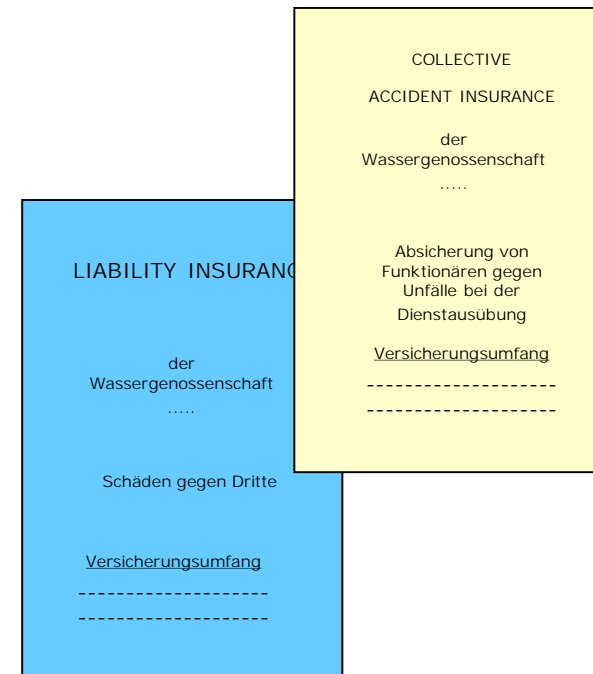 COLLECTIVE
ACCIDENT INSURANCE
der
Wassergenossenschaft
.....
Absicherung von
Funktionären gegen
Unfälle bei der
Dienstausübung
Versicherungsumfang
--------------------
--------------------
LIABILITY INSURANC
der
Wassergenossenschaft
.....
Schäden gegen Dritte
Versicherungsumfang
--------------------
--------------------